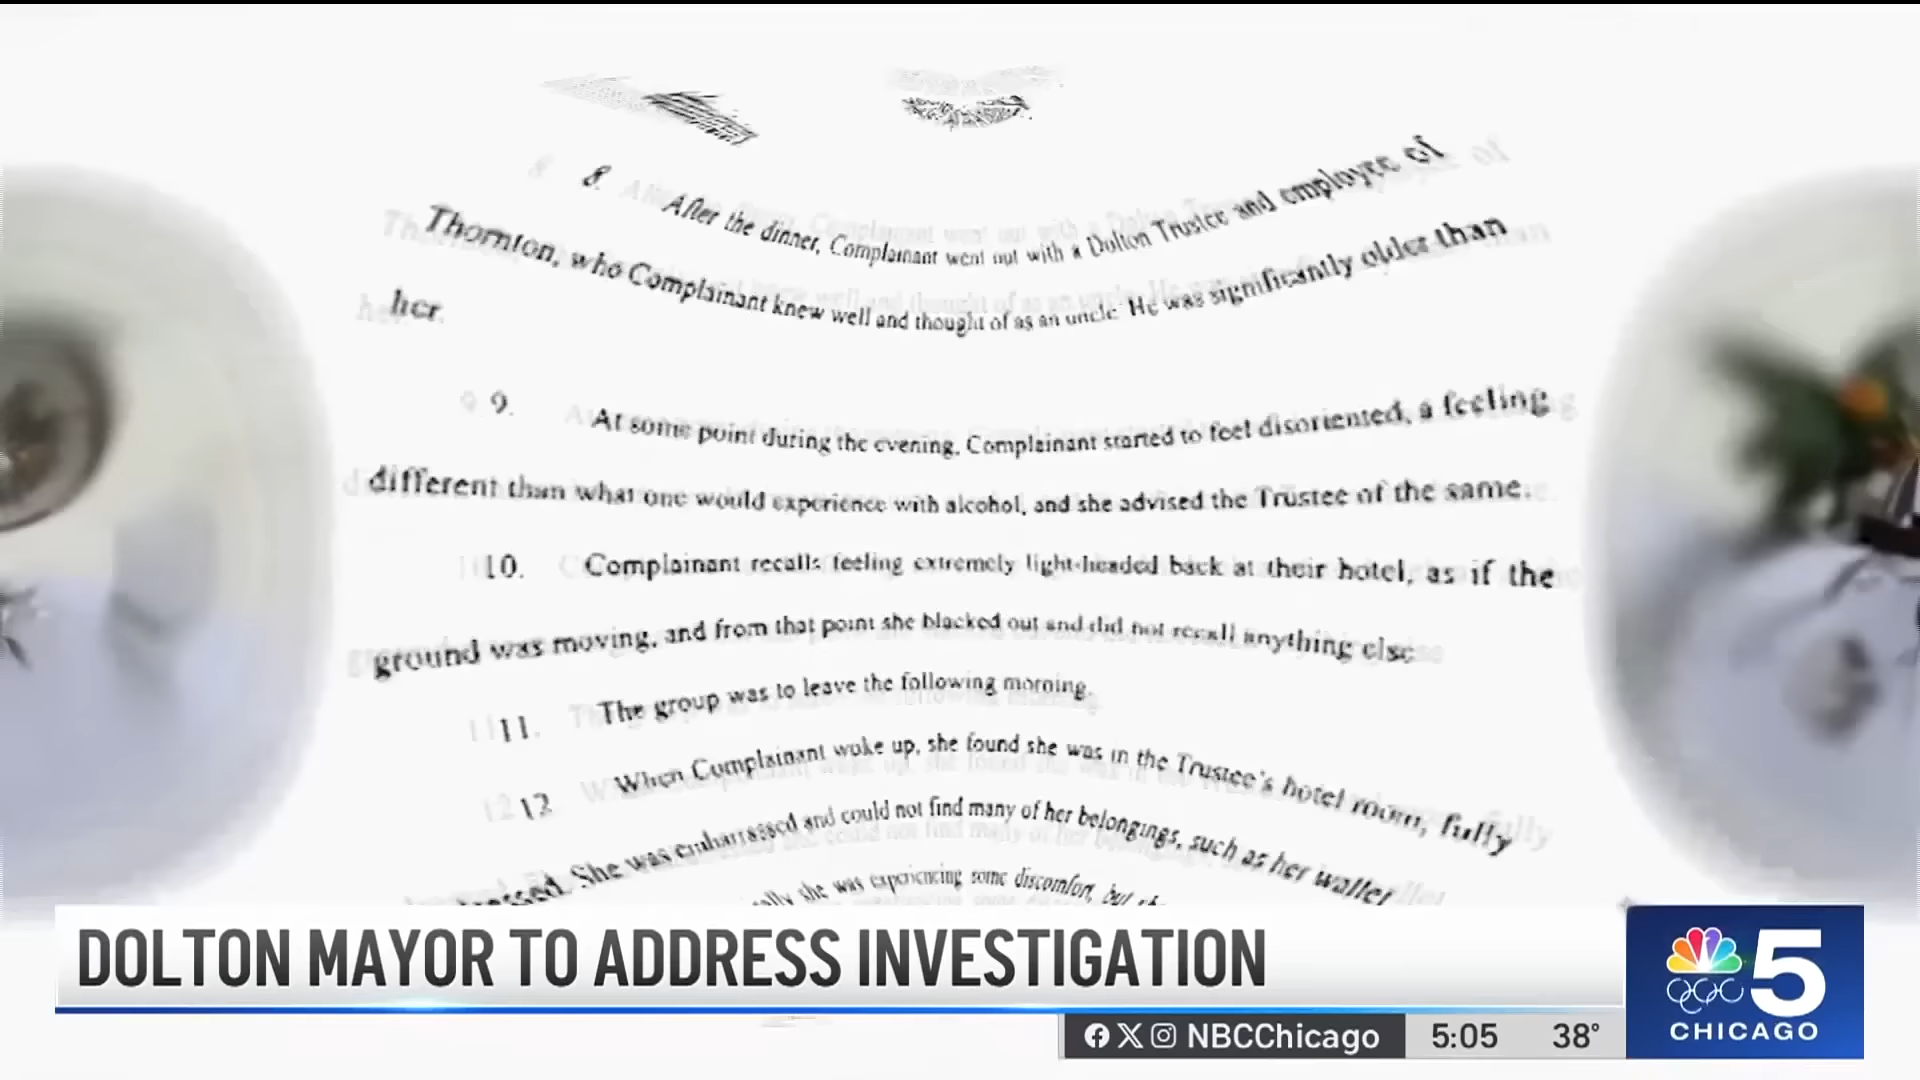 8. After the dinner, Complainant went out with a Dolton Trustee and employee of
Thornton, who Complainant knew well and thought of as an uncle. He was significantly older than
her.
9. At some point during the evening, Complainant started to feel disoriented, a feeling
different than what one would experience with alcohol, and she advised the Trustee of the same.
10. Complainant recalls feeling extremely light-headed back at their hotel, as if the
ground was moving, and from that point she blacked out and did not recall anything else
11. The group was to leave the following morning.
12. When Complainant woke up, she found she was in the Trustee's hotel room, fully
She was embarrassed and could not find many of her belongings, such as her wallet
she was experiencing some discomfort, but
DOLTON MAYOR TO ADDRESS INVESTIGATION
5
CHICAGO
NBCChicago 5:05 38°